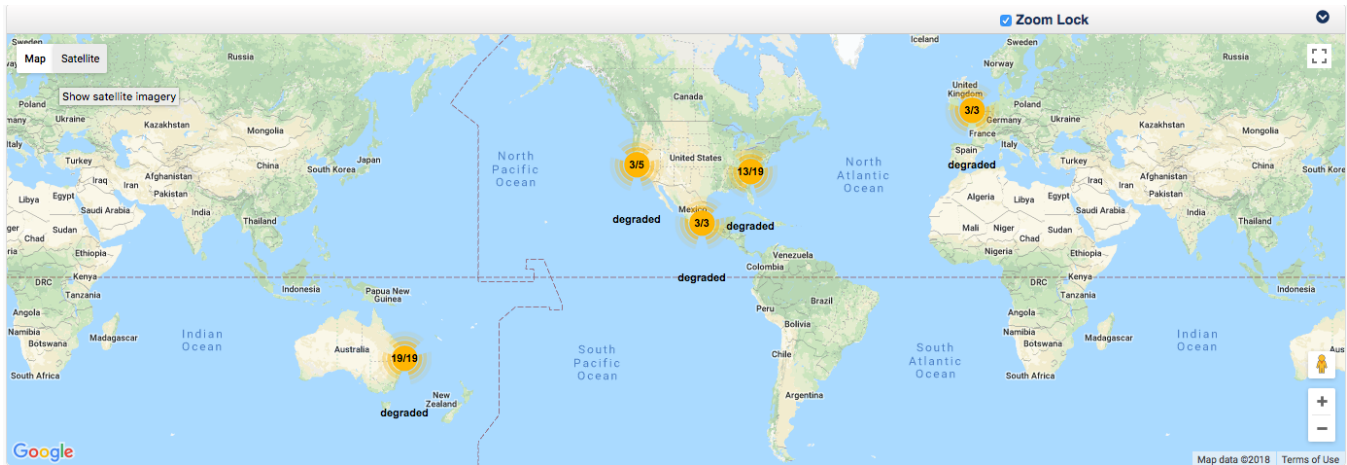 Zoom Lock
Map
Satellite
Show satellite imagery
Sweden
Russia
Poland
Ukraine
Kazakhstan
Mongolia
Italy
Turkey
China
South Korea
Japan
Iraq
Iran
Afghanistan
Pakistan
Libya
Egypt
Saudi Arabia
India
Thailand
Chad
Sudan
Ethiopia
DRC
Kenya
Tanzania
Indonesia
Papua New
Guinea
Angola
Namibia
Botswana
Madagascar
South Africa
Indian
Ocean
Australia
19/19
degraded
New
Zealand
North
Pacific
Ocean
Canada
3/5
United States
13/19
degraded
Mexico
3/3
degraded
degraded
Venezuela
Colombia
Peru
Brazil
Bolivia
Chile
Argentina
South
Pacific
Ocean
North
Atlantic
Ocean
South
Atlantic
Ocean
Iceland
Sweden
Norway
United
Kingdom
3/3
Poland
Germany
Ukraine
France
Italy
Spain
degraded
Turkey
Russia
Kazakhstan
Mongolia
China
South Kore
Iraq
Iran
Afghanistan
Pakistan
Algeria
Libya
Egypt
Saudi Arabia
India
Thailand
Mali
Niger
Chad
Sudan
Nigeria
Ethiopia
DRC
Kenya
Tanzania
Indonesia
Angola
Namibia
Botswana
Madagascar
South Africa
Indian
Ocean
Aus
Google
Map data ©2018
Terms of Use